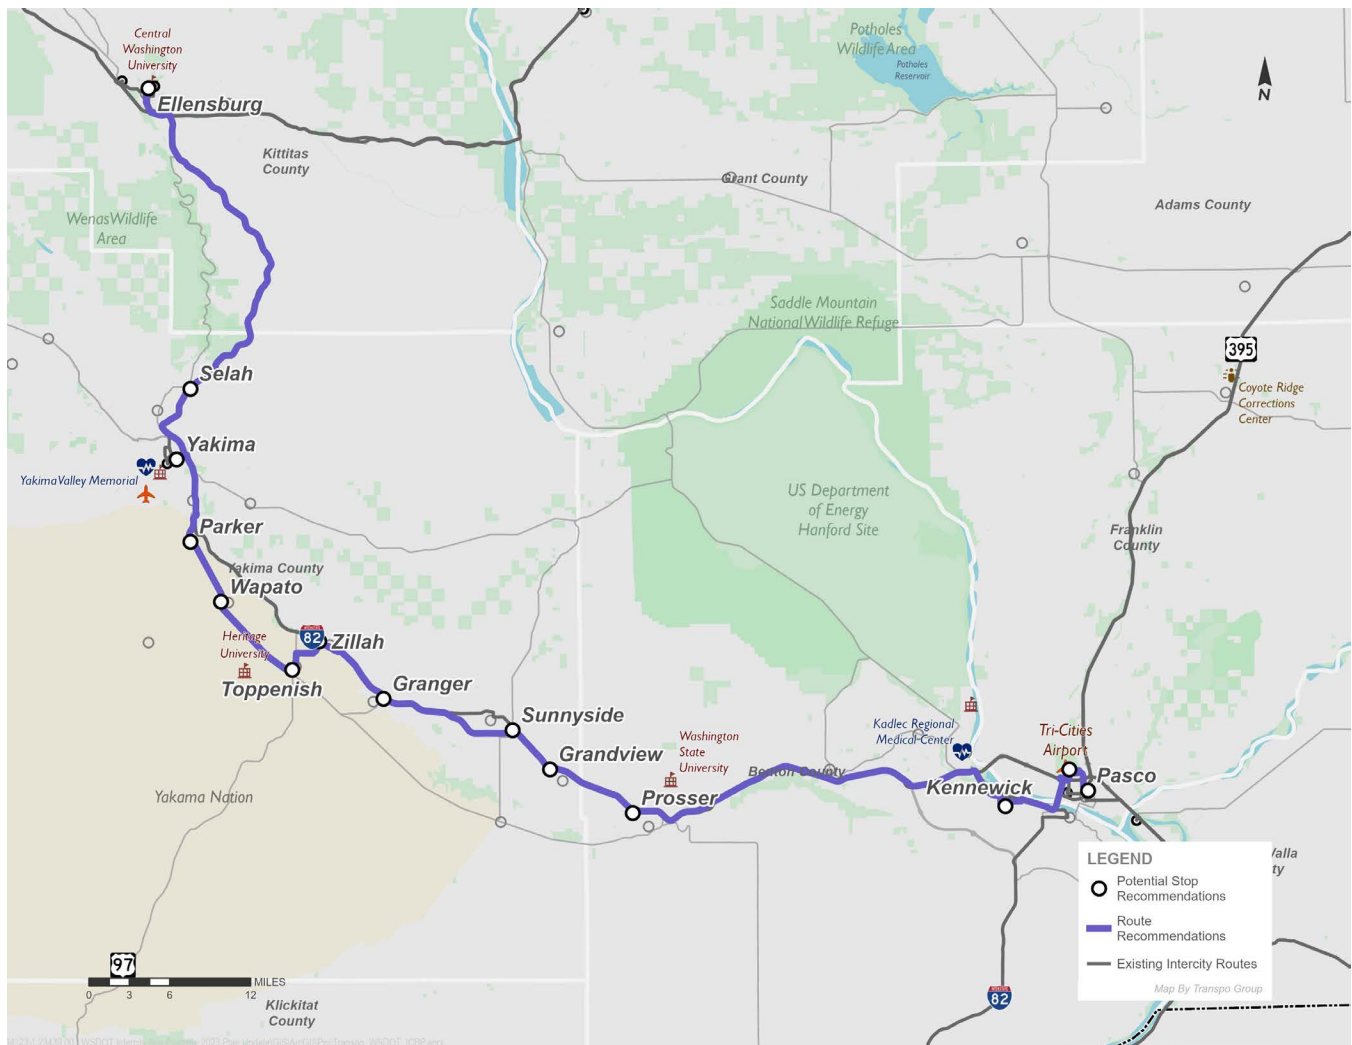 Central
Washington
University
Ellensburg
Kittitas
County
Potholes
Wildlife Area
Potholes
Reservoir
N
Grant County
Adams County
Wenas Wildlife
Area
Saddle Mountain
National Wildlife Refuge
395
Coyote Ridge
Corrections
Center
Selah
Yakima
Yakima Valley Memorial
US Department
of Energy
Hanford Site
Parker
Franklin
County
Yakima County
Wapato
Heritage
University
82
Zillah
Toppenish
Granger
Sunnyside
Grandview
Washington
State
University
Kadlec Regional
Medical Center
Tri-Cities
Airport
Benton County
Kennewick
Pasco
Prosser
Yakama Nation
97
MILES
0 3 6 12
Klickitat
County
82
LEGEND
Potential Stop
Recommendations
Route
Recommendations
Existing Intercity Routes
Map By Transpo Group